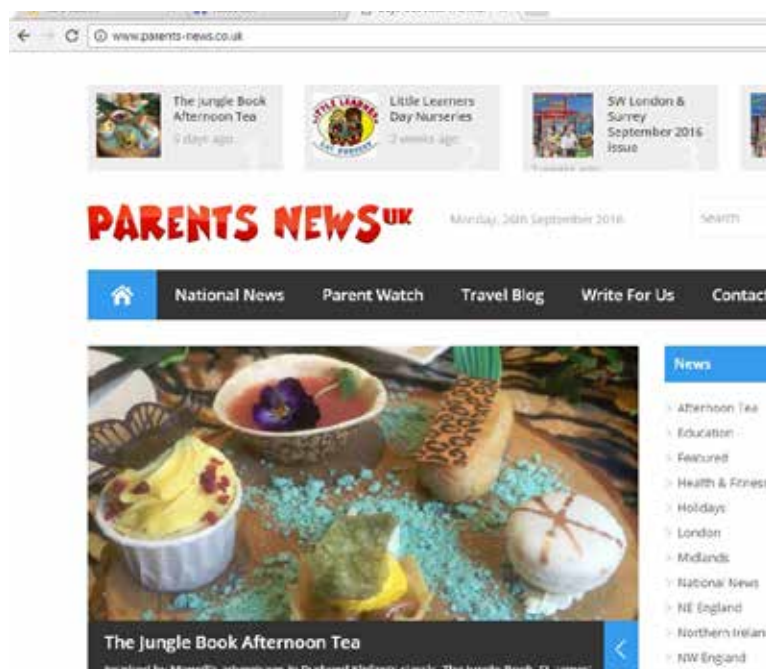 www.parents-news.co.uk
The Jungle Book
Afternoon Tea
5 days ago
Little Learners
Day Nurseries
2 weeks ago
SW London &
Surrey
September 2016
issue
PARENTS NEWS UK
Monday, 26th September 2016
search
National News
Parent Watch
Travel Blog
Write For Us
Contact
News
Afternoon Tea
Education
Featured
Health & Fitness
Holidays
London
Midlands
National News
NE England
Northern Irelan
NW England
The Jungle Book Afternoon Tea